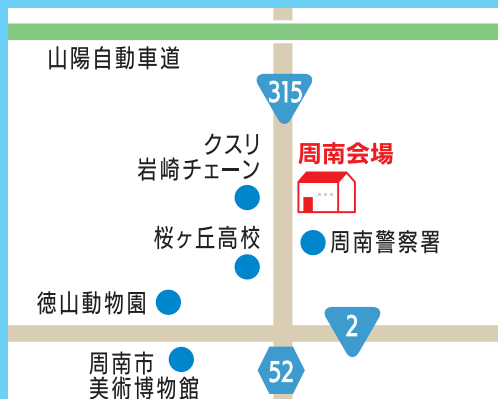 山陽自動車道
315
クスリ
岩崎チェーン
周南会場
桜ヶ丘高校
周南警察署
徳山動物園
2
周南市
美術博物館
52